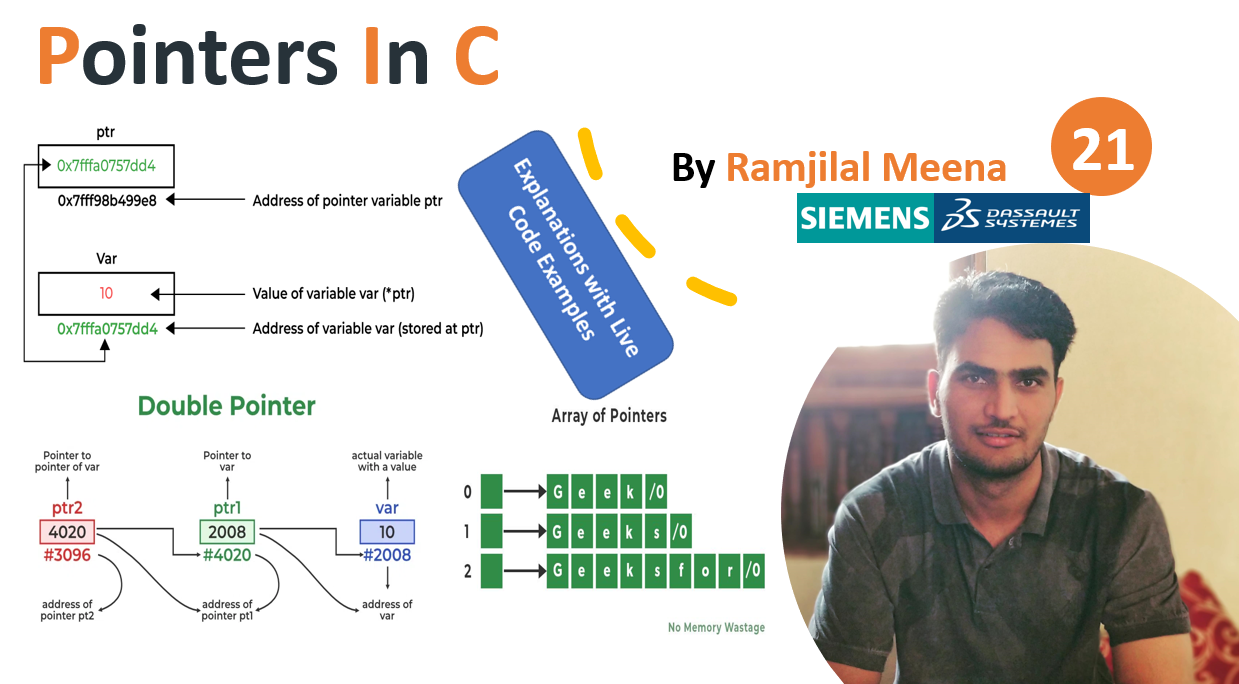 Pointers In C
ptr
0x7fffa0757dd4
0x7fff98b499e8
Address of pointer variable ptr
Var
10
Value of variable var (*ptr)
0x7fffa0757dd4
Address of variable var (stored at ptr)
Explanations with Live
Code Examples
By Ramjilal Meena
21
SIEMENS
DASSAULT
SYSTEMES
Double Pointer
Pointer to
pointer of var
Pointer to
var
actual variable
with a value
ptr2
ptr1
var
4020
2008
10
#3096
#4020
#2008
address of
pointer pt2
address of
pointer pt1
address of
var
Array of Pointers
0 G e e k /0
1 G e e k s /0
2 G e e k s f o r /0
No Memory Wastage